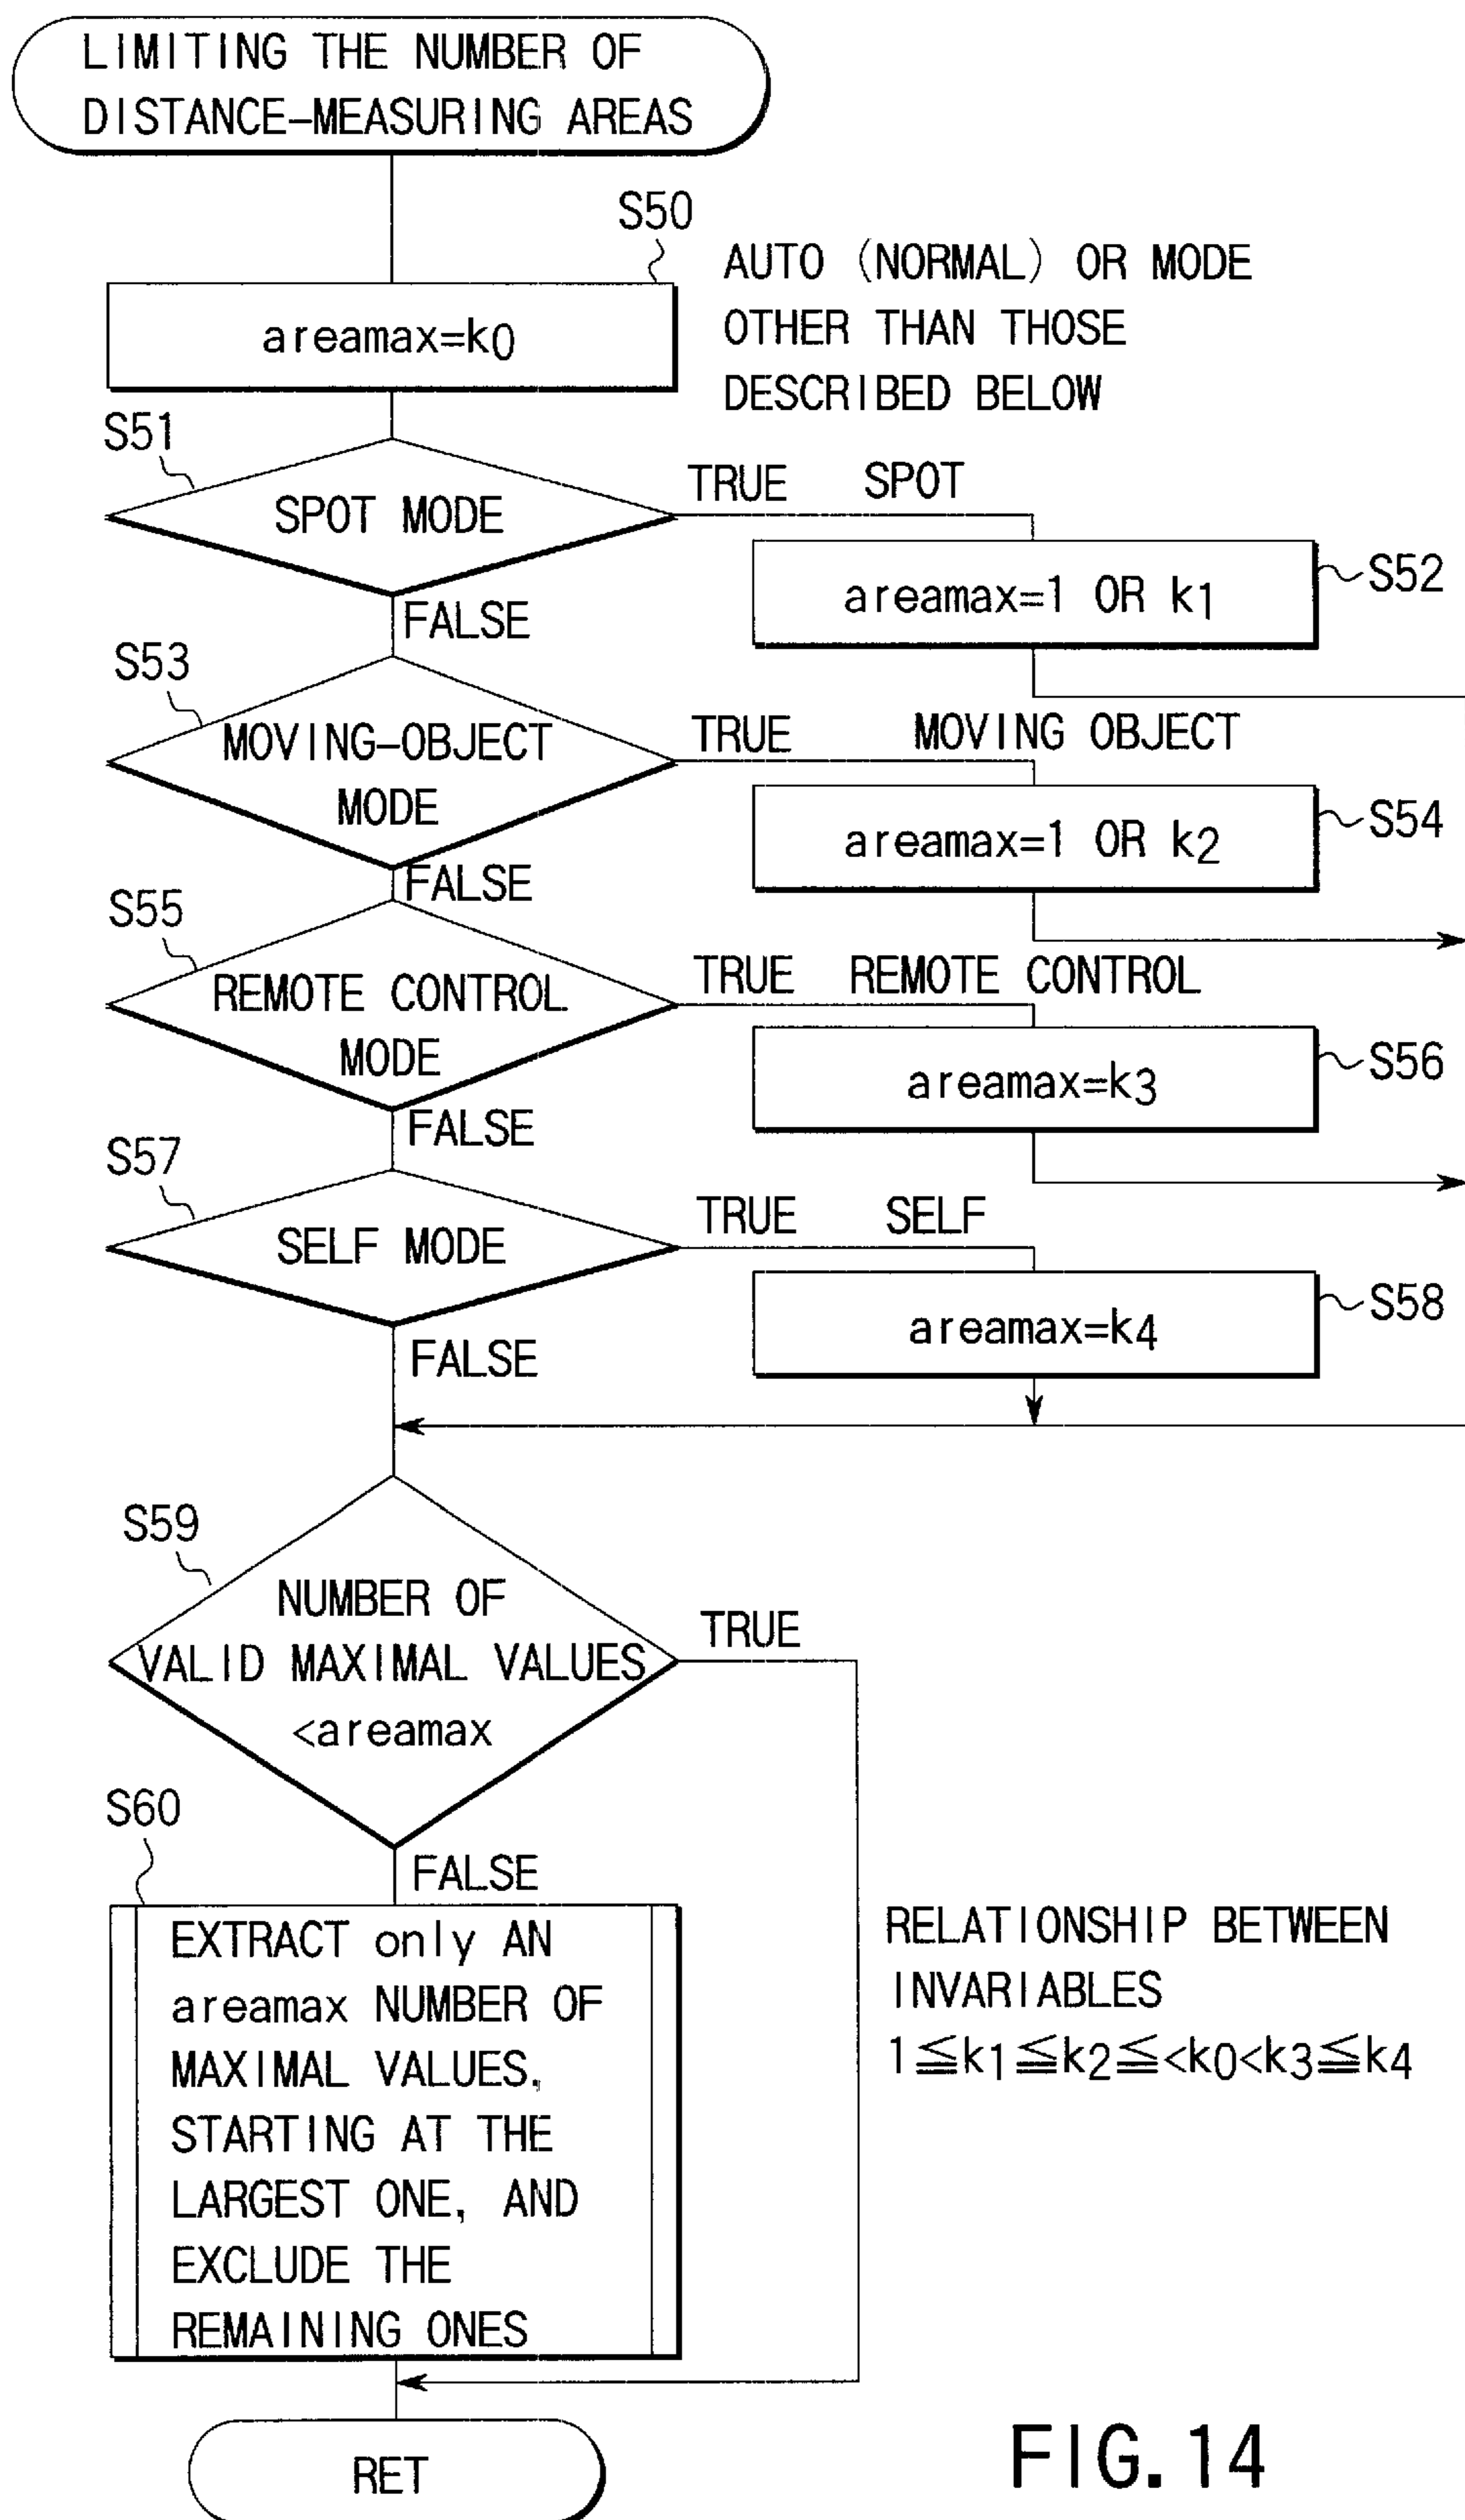 LIMITING THE NUMBER OF
DISTANCE-MEASURING AREAS
S50
AUTO (NORMAL) OR MODE
OTHER THAN THOSE
DESCRIBED BELOW
areamax=k0
S51
SPOT MODE
TRUE SPOT
areamax=1 OR k1
S52
FALSE
S53
MOVING-OBJECT
MODE
TRUE MOVING OBJECT
areamax=1 OR k2
S54
FALSE
S55
REMOTE CONTROL
MODE
TRUE REMOTE CONTROL
areamax=k3
S56
FALSE
S57
SELF MODE
TRUE SELF
areamax=k4
S58
FALSE
S59
NUMBER OF
VALID MAXIMAL VALUES
<areamax
TRUE
S60
FALSE
EXTRACT only AN
areamax NUMBER OF
MAXIMAL VALUES,
STARTING AT THE
LARGEST ONE, AND
EXCLUDE THE
REMAINING ONES
RELATIONSHIP BETWEEN
INVARIABLES
1≦k1≦k2≦<k0<k3≦k4
RET
FIG.14